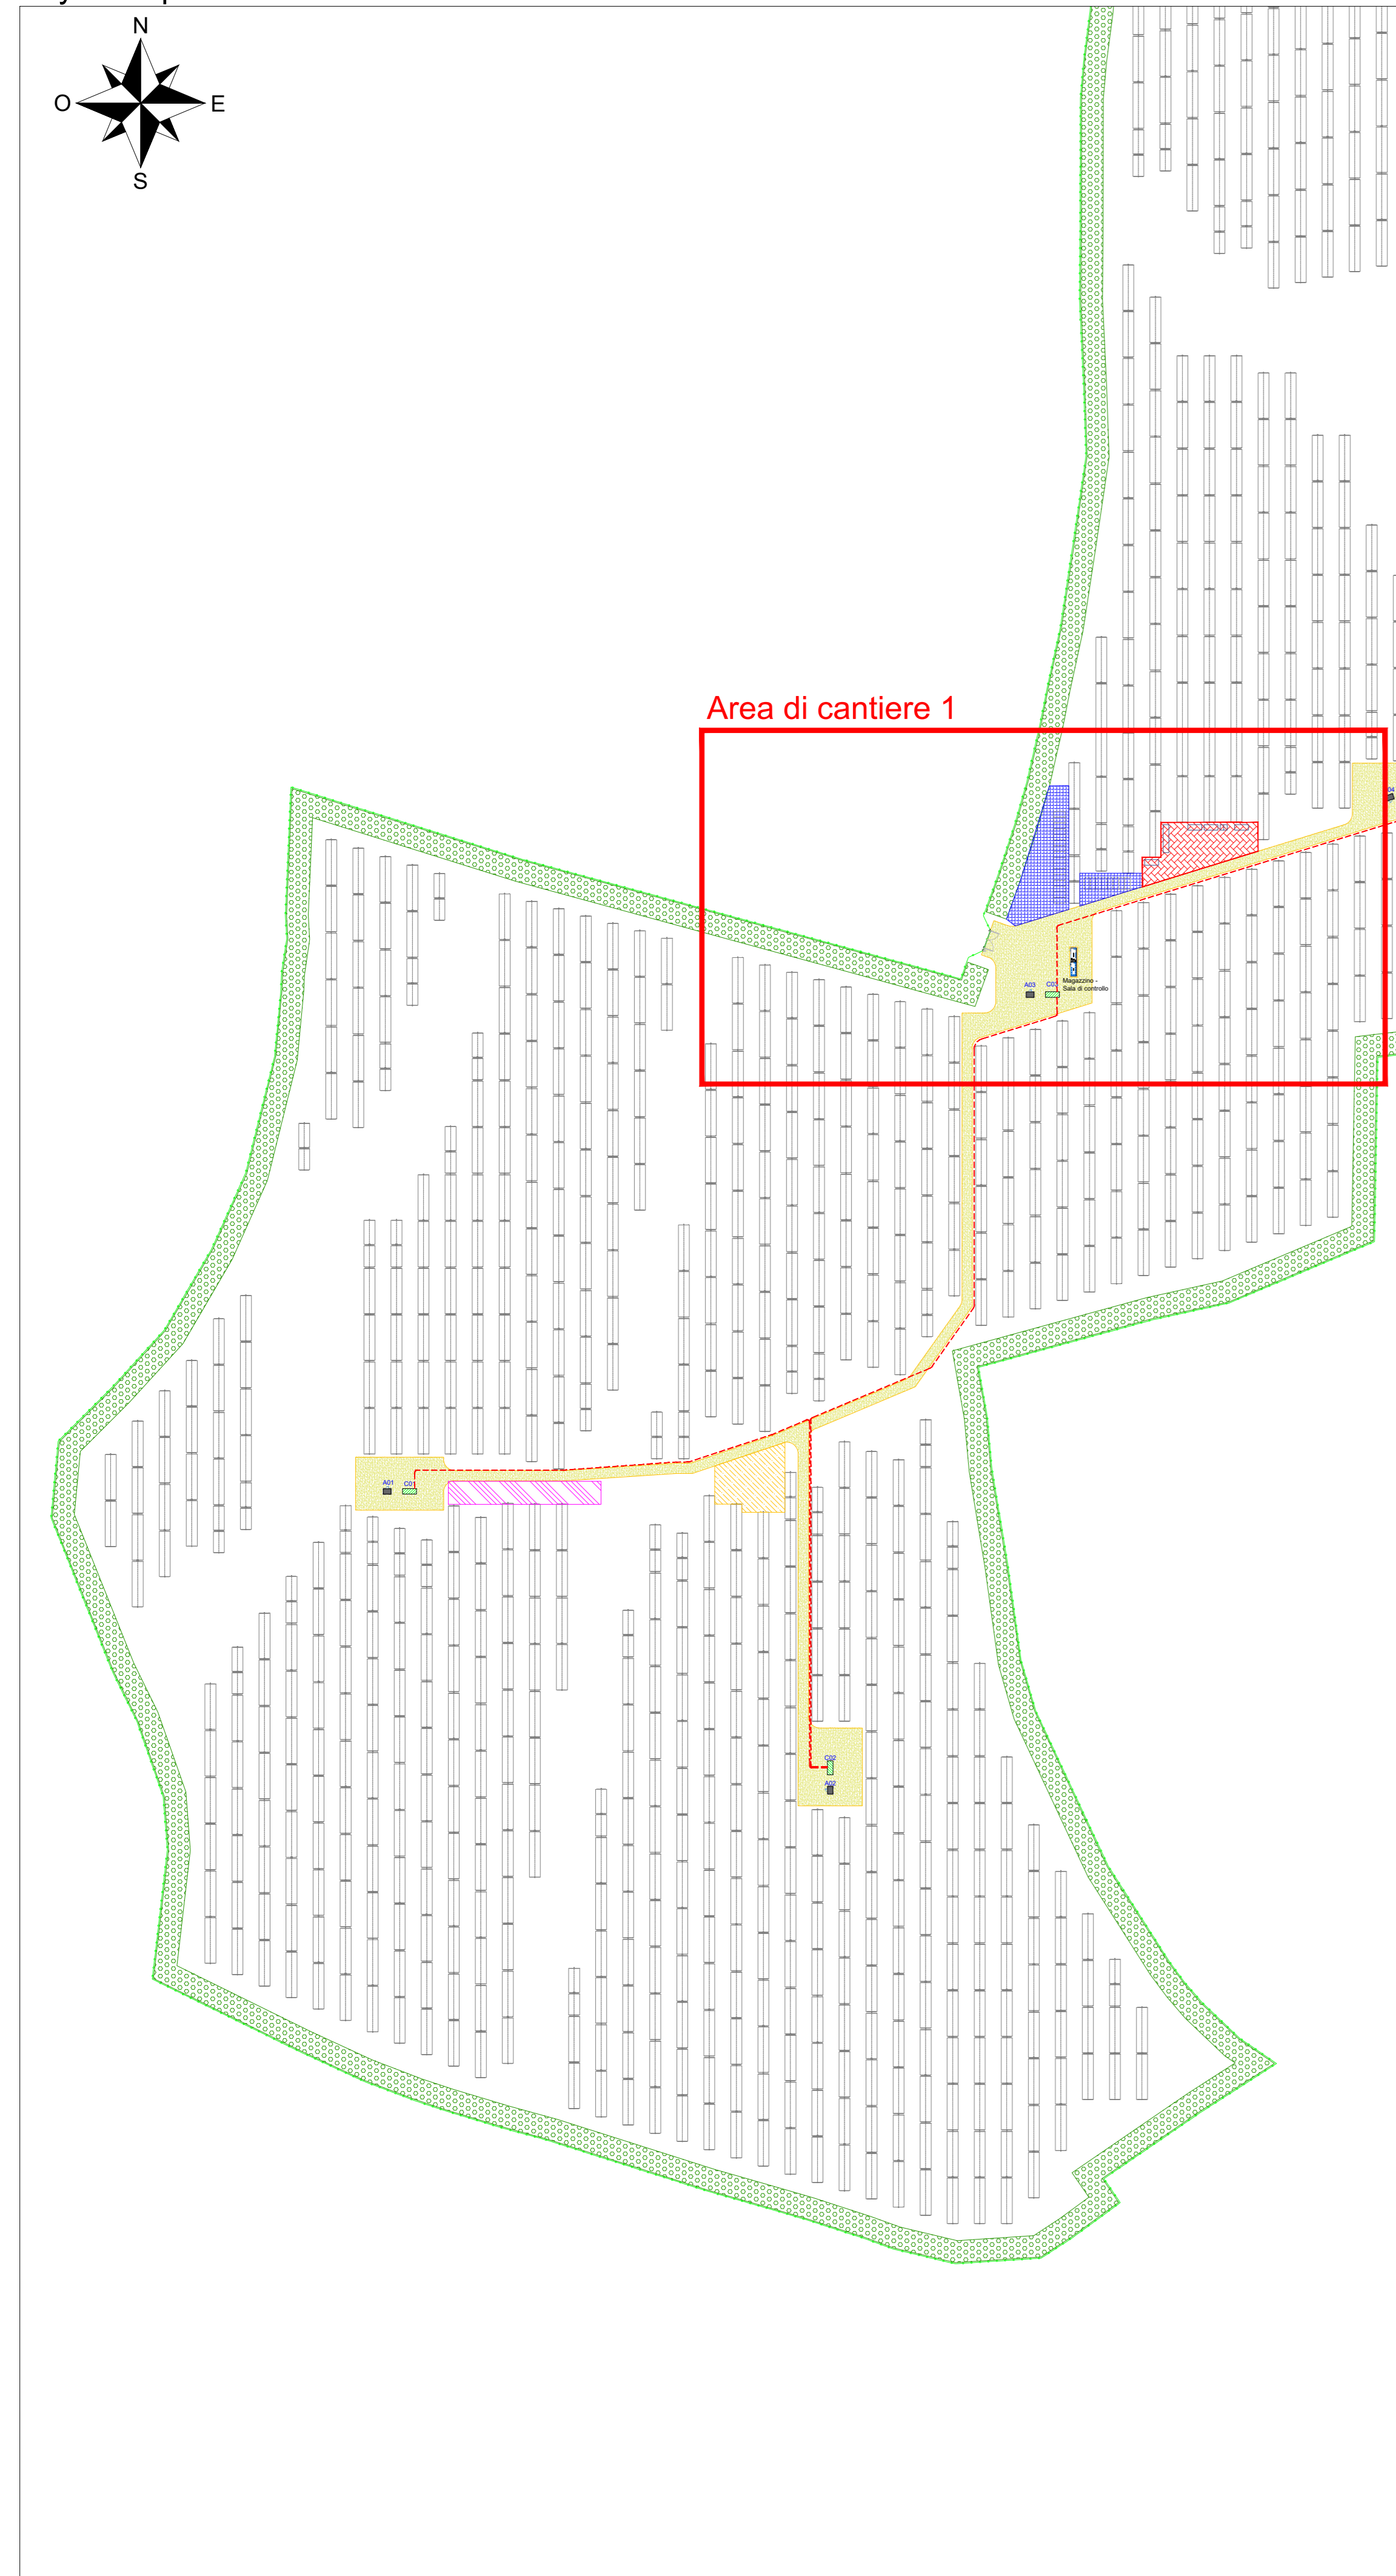 N
O
E
S
Area di cantiere 1
A03
C03
Magazzino -
Sala di controllo
A01
C01
C02
A02